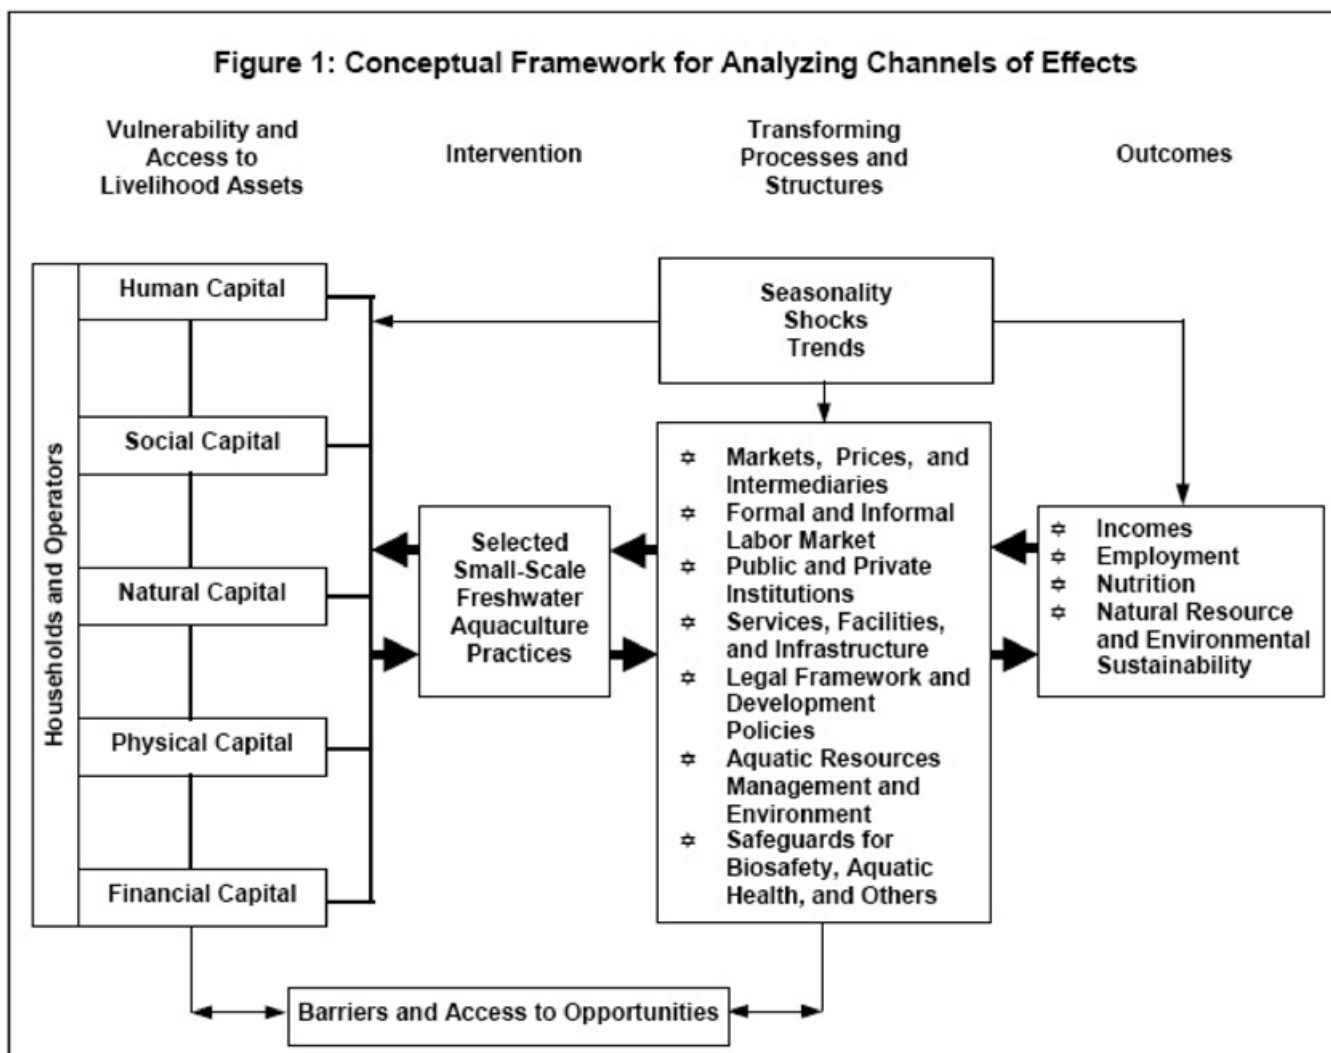 Figure 1: Conceptual Framework for Analyzing Channels of Effects
Vulnerability and
Access to
Livelihood Assets
Intervention
Transforming
Processes and
Structures
Outcomes
Households and Operators
Human Capital
Social Capital
Natural Capital
Physical Capital
Financial Capital
Selected
Small-Scale
Freshwater
Aquaculture
Practices
Seasonality
Shocks
Trends
✡ Markets, Prices, and
Intermediaries
✡ Formal and Informal
Labor Market
✡ Public and Private
Institutions
✡ Services, Facilities,
and Infrastructure
✡ Legal Framework and
Development
Policies
✡ Aquatic Resources
Management and
Environment
✡ Safeguards for
Biosafety, Aquatic
Health, and Others
✡ Incomes
✡ Employment
✡ Nutrition
✡ Natural Resource
and Environmental
Sustainability
Barriers and Access to Opportunities